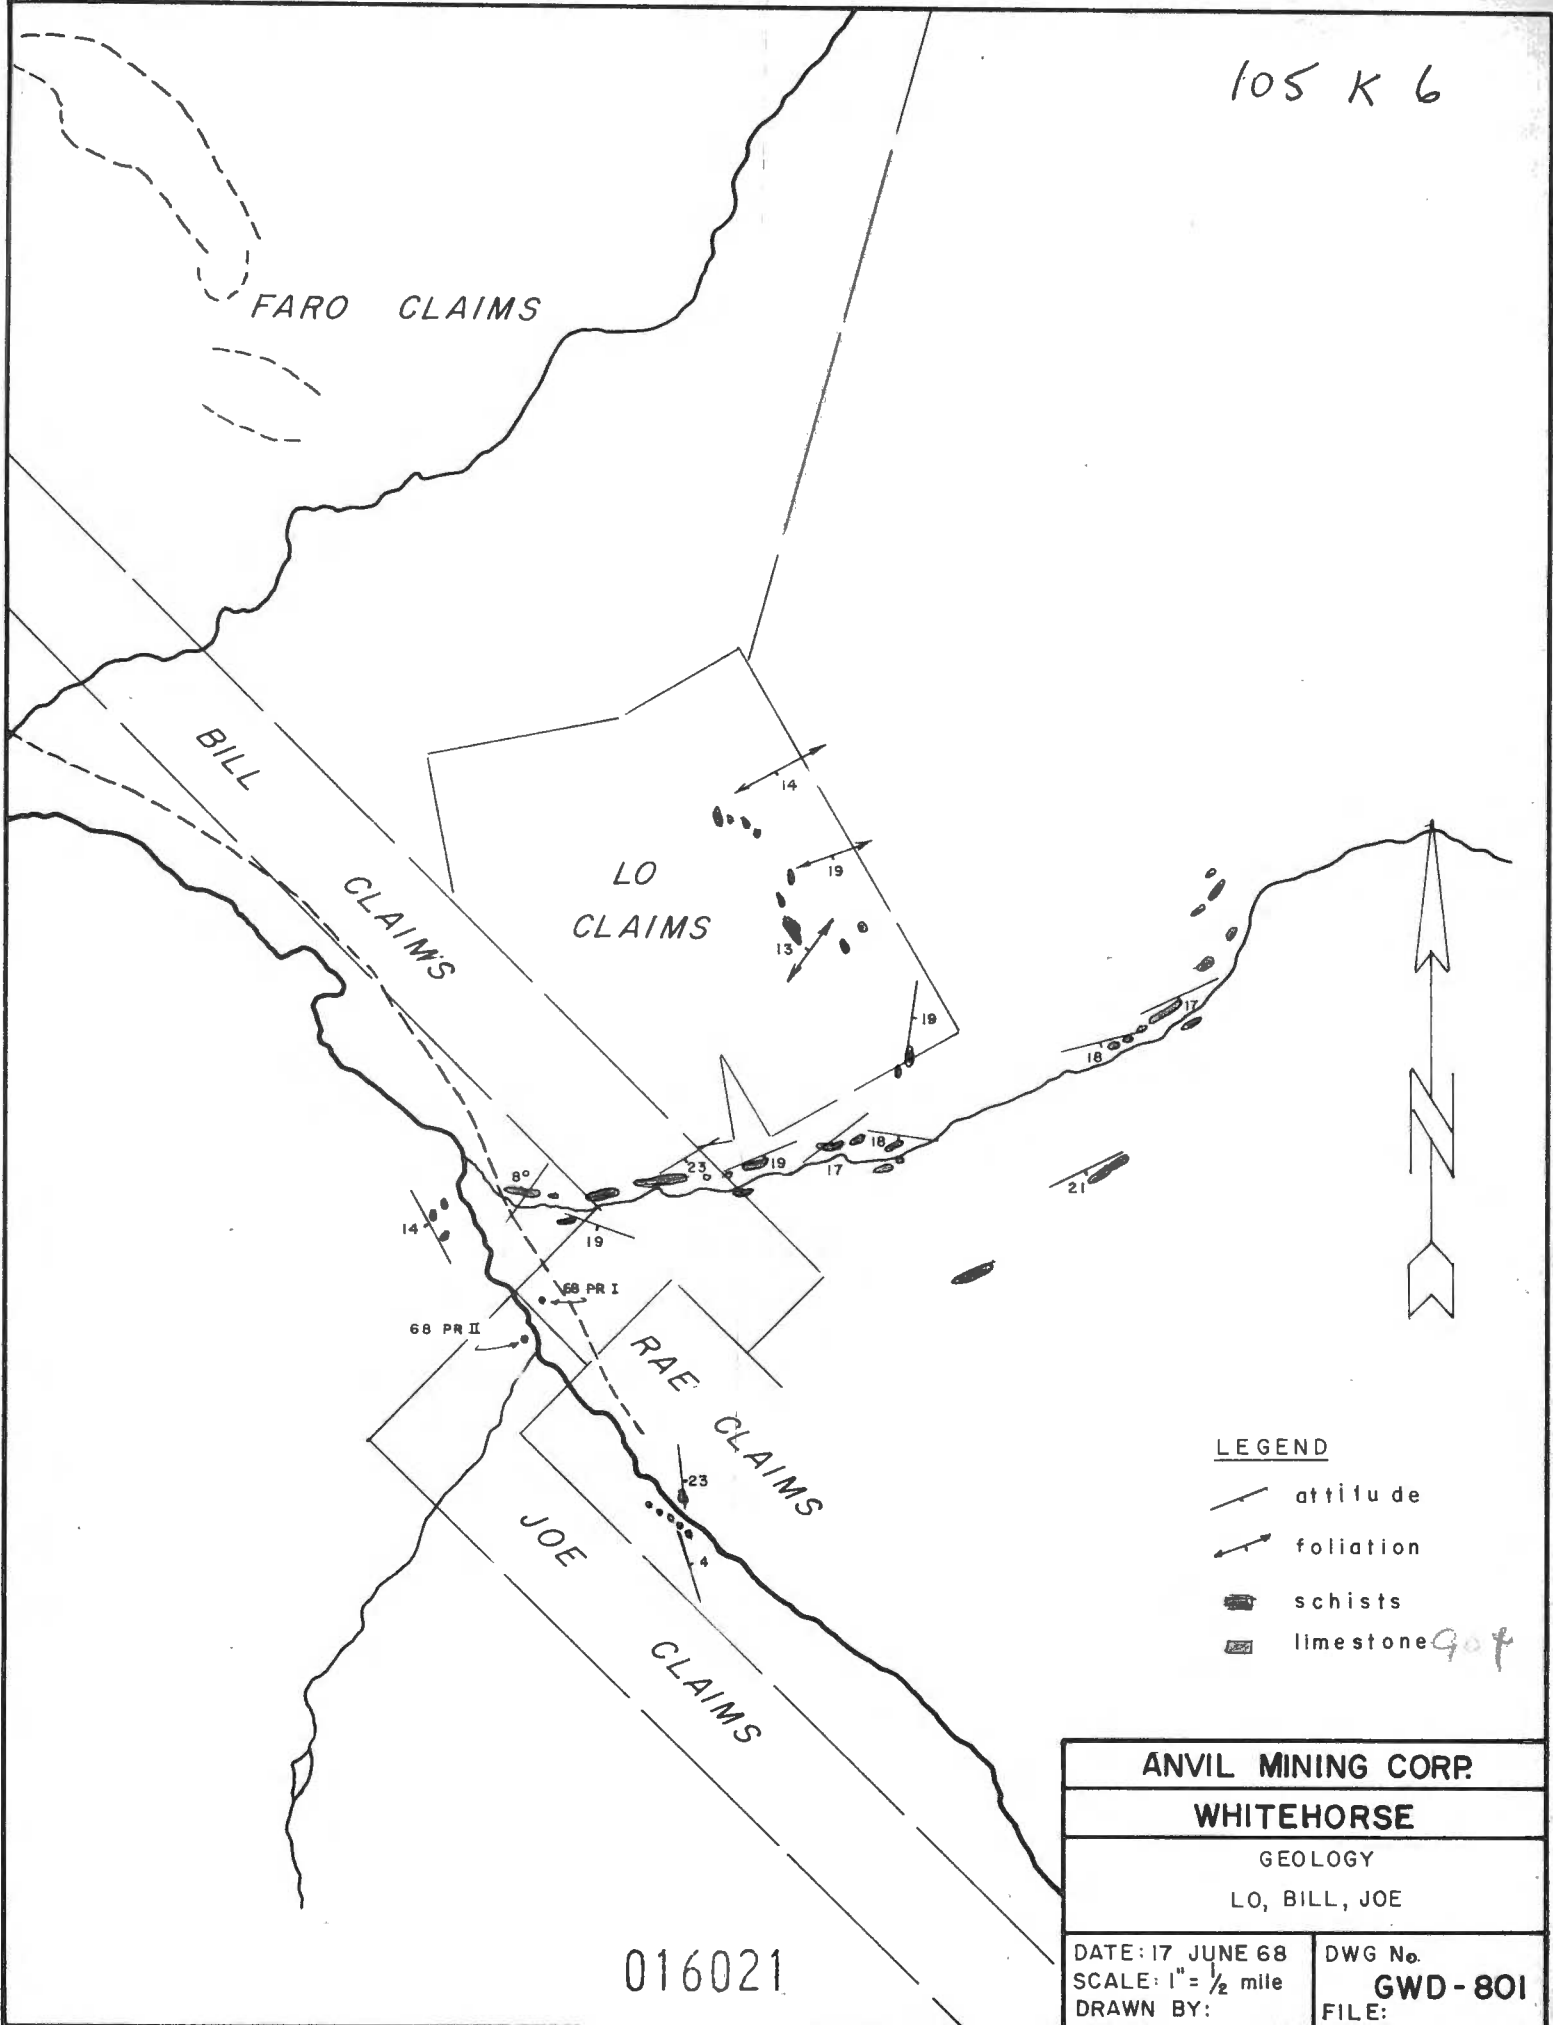 105 K 6
FARO CLAIMS
BILL
CLAIMS
LO
CLAIMS
14
19
13
19
17
18
18
17
19
23
8°
19
14
21
68 PR I
68 PR II
RAE CLAIMS
23
4
JOE
CLAIMS
N
LEGEND
attitude
foliation
schists
limestone
ANVIL MINING CORP.
WHITEHORSE
GEOLOGY
LO, BILL, JOE
DATE: 17 JUNE 68
SCALE: 1" = 1/2 mile
DRAWN BY:
DWG No.
GWD-801
FILE:
016021